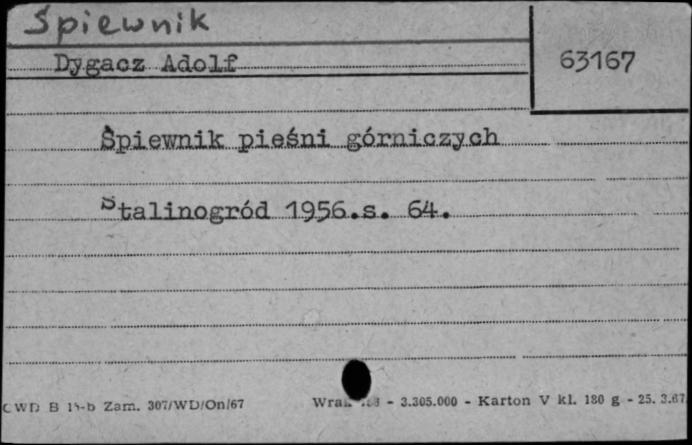 Śpiewnik
Dygacz Adolf
63167
Śpiewnik pieśni górniczych
Stalinogród 1956.s. 64.
CWD B Zam. 307/WD/On/67
- 3.305.000 - Karton V kl. 180 g - 25. 3.67